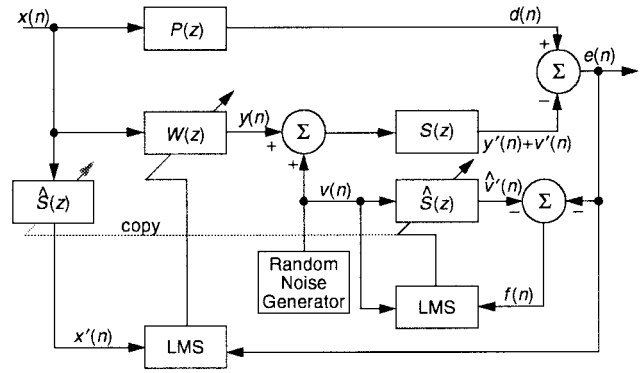 x(n)
P(z)
d(n)
+
e(n)
Σ
−
W(z)
y(n)
+
Σ
+
S(z)
y′(n)+v′(n)
Ŝ(z)
v(n)
Ŝ(z)
v̂′(n)
−
Σ
−
copy
Random
Noise
Generator
LMS
f(n)
x′(n)
LMS